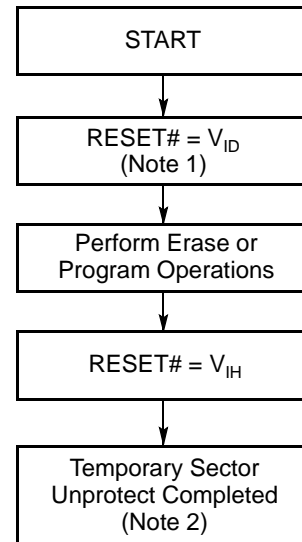 START
RESET# = VID
(Note 1)
Perform Erase or
Program Operations
RESET# = VIH
Temporary Sector
Unprotect Completed
(Note 2)